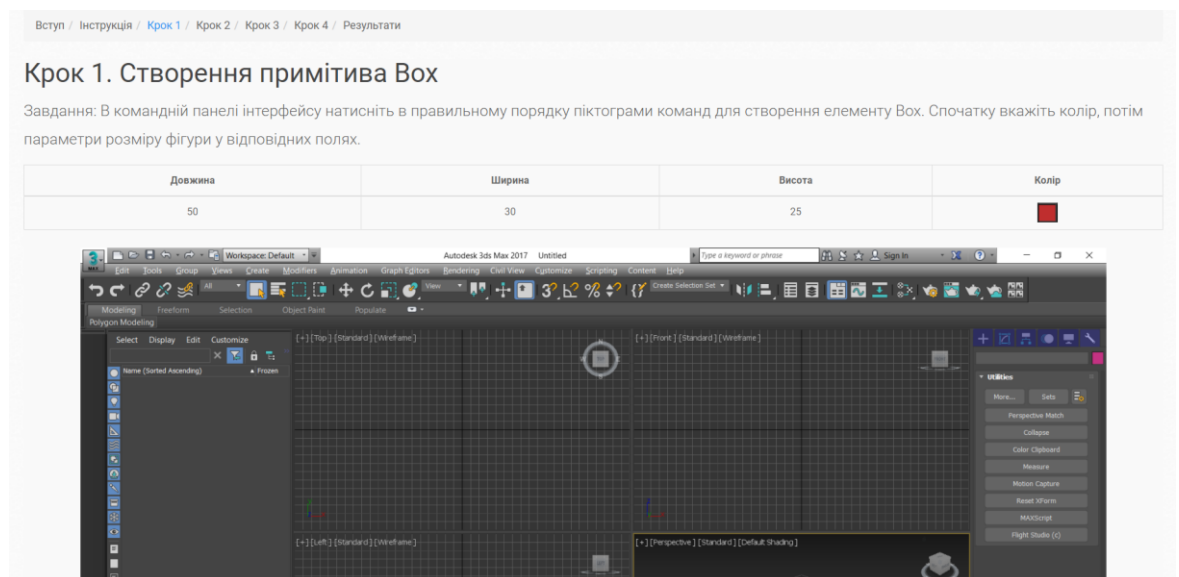 Вступ / Інструкція / Крок 1 / Крок 2 / Крок 3 / Крок 4 / Результати
Крок 1. Створення примітива Box
Завдання: В командній панелі інтерфейсу натисніть в правильному порядку піктограми команд для створення елементу Box. Спочатку вкажіть колір, потім
параметри розміру фігури у відповідних полях.
Довжина Ширина Висота Колір
50 30 25
3 MAX Workspace: Default Autodesk 3ds Max 2017 Untitled Type a keyword or phrase Sign In
Edit Tools Group Views Create Modifiers Animation Graph Editors Rendering Civil View Customize Scripting Content Help
All View Create Selection Set
Modeling Freeform Selection Object Paint Populate
Polygon Modeling
Select Display Edit Customize
[+] [Top] [Standard] [Wireframe] [+] [Front] [Standard] [Wireframe]
Name (Sorted Ascending) Frozen
Utilities
More... Sets
Perspective Match
Collapse
Color Clipboard
Measure
Motion Capture
Reset XForm
MAXScript
Flight Studio (c)
[+] [Left] [Standard] [Wireframe] [+] [Perspective] [Standard] [Default Shading]